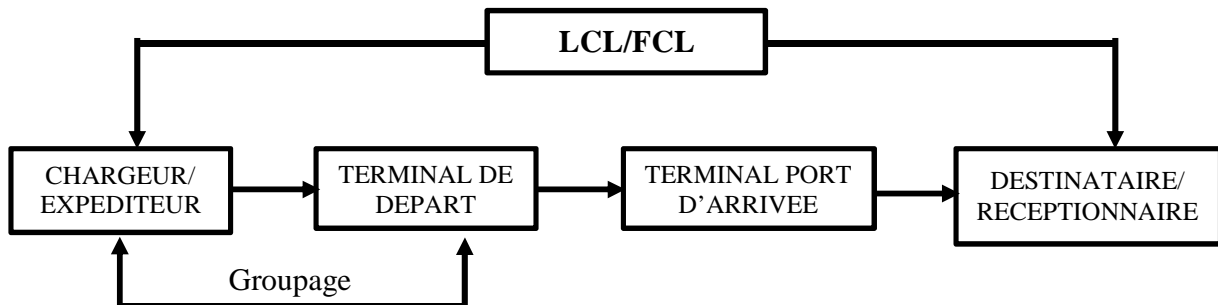 LCL/FCL
CHARGEUR/
EXPEDITEUR
TERMINAL DE
DEPART
TERMINAL PORT
D’ARRIVEE
DESTINATAIRE/
RECEPTIONNAIRE
Groupage